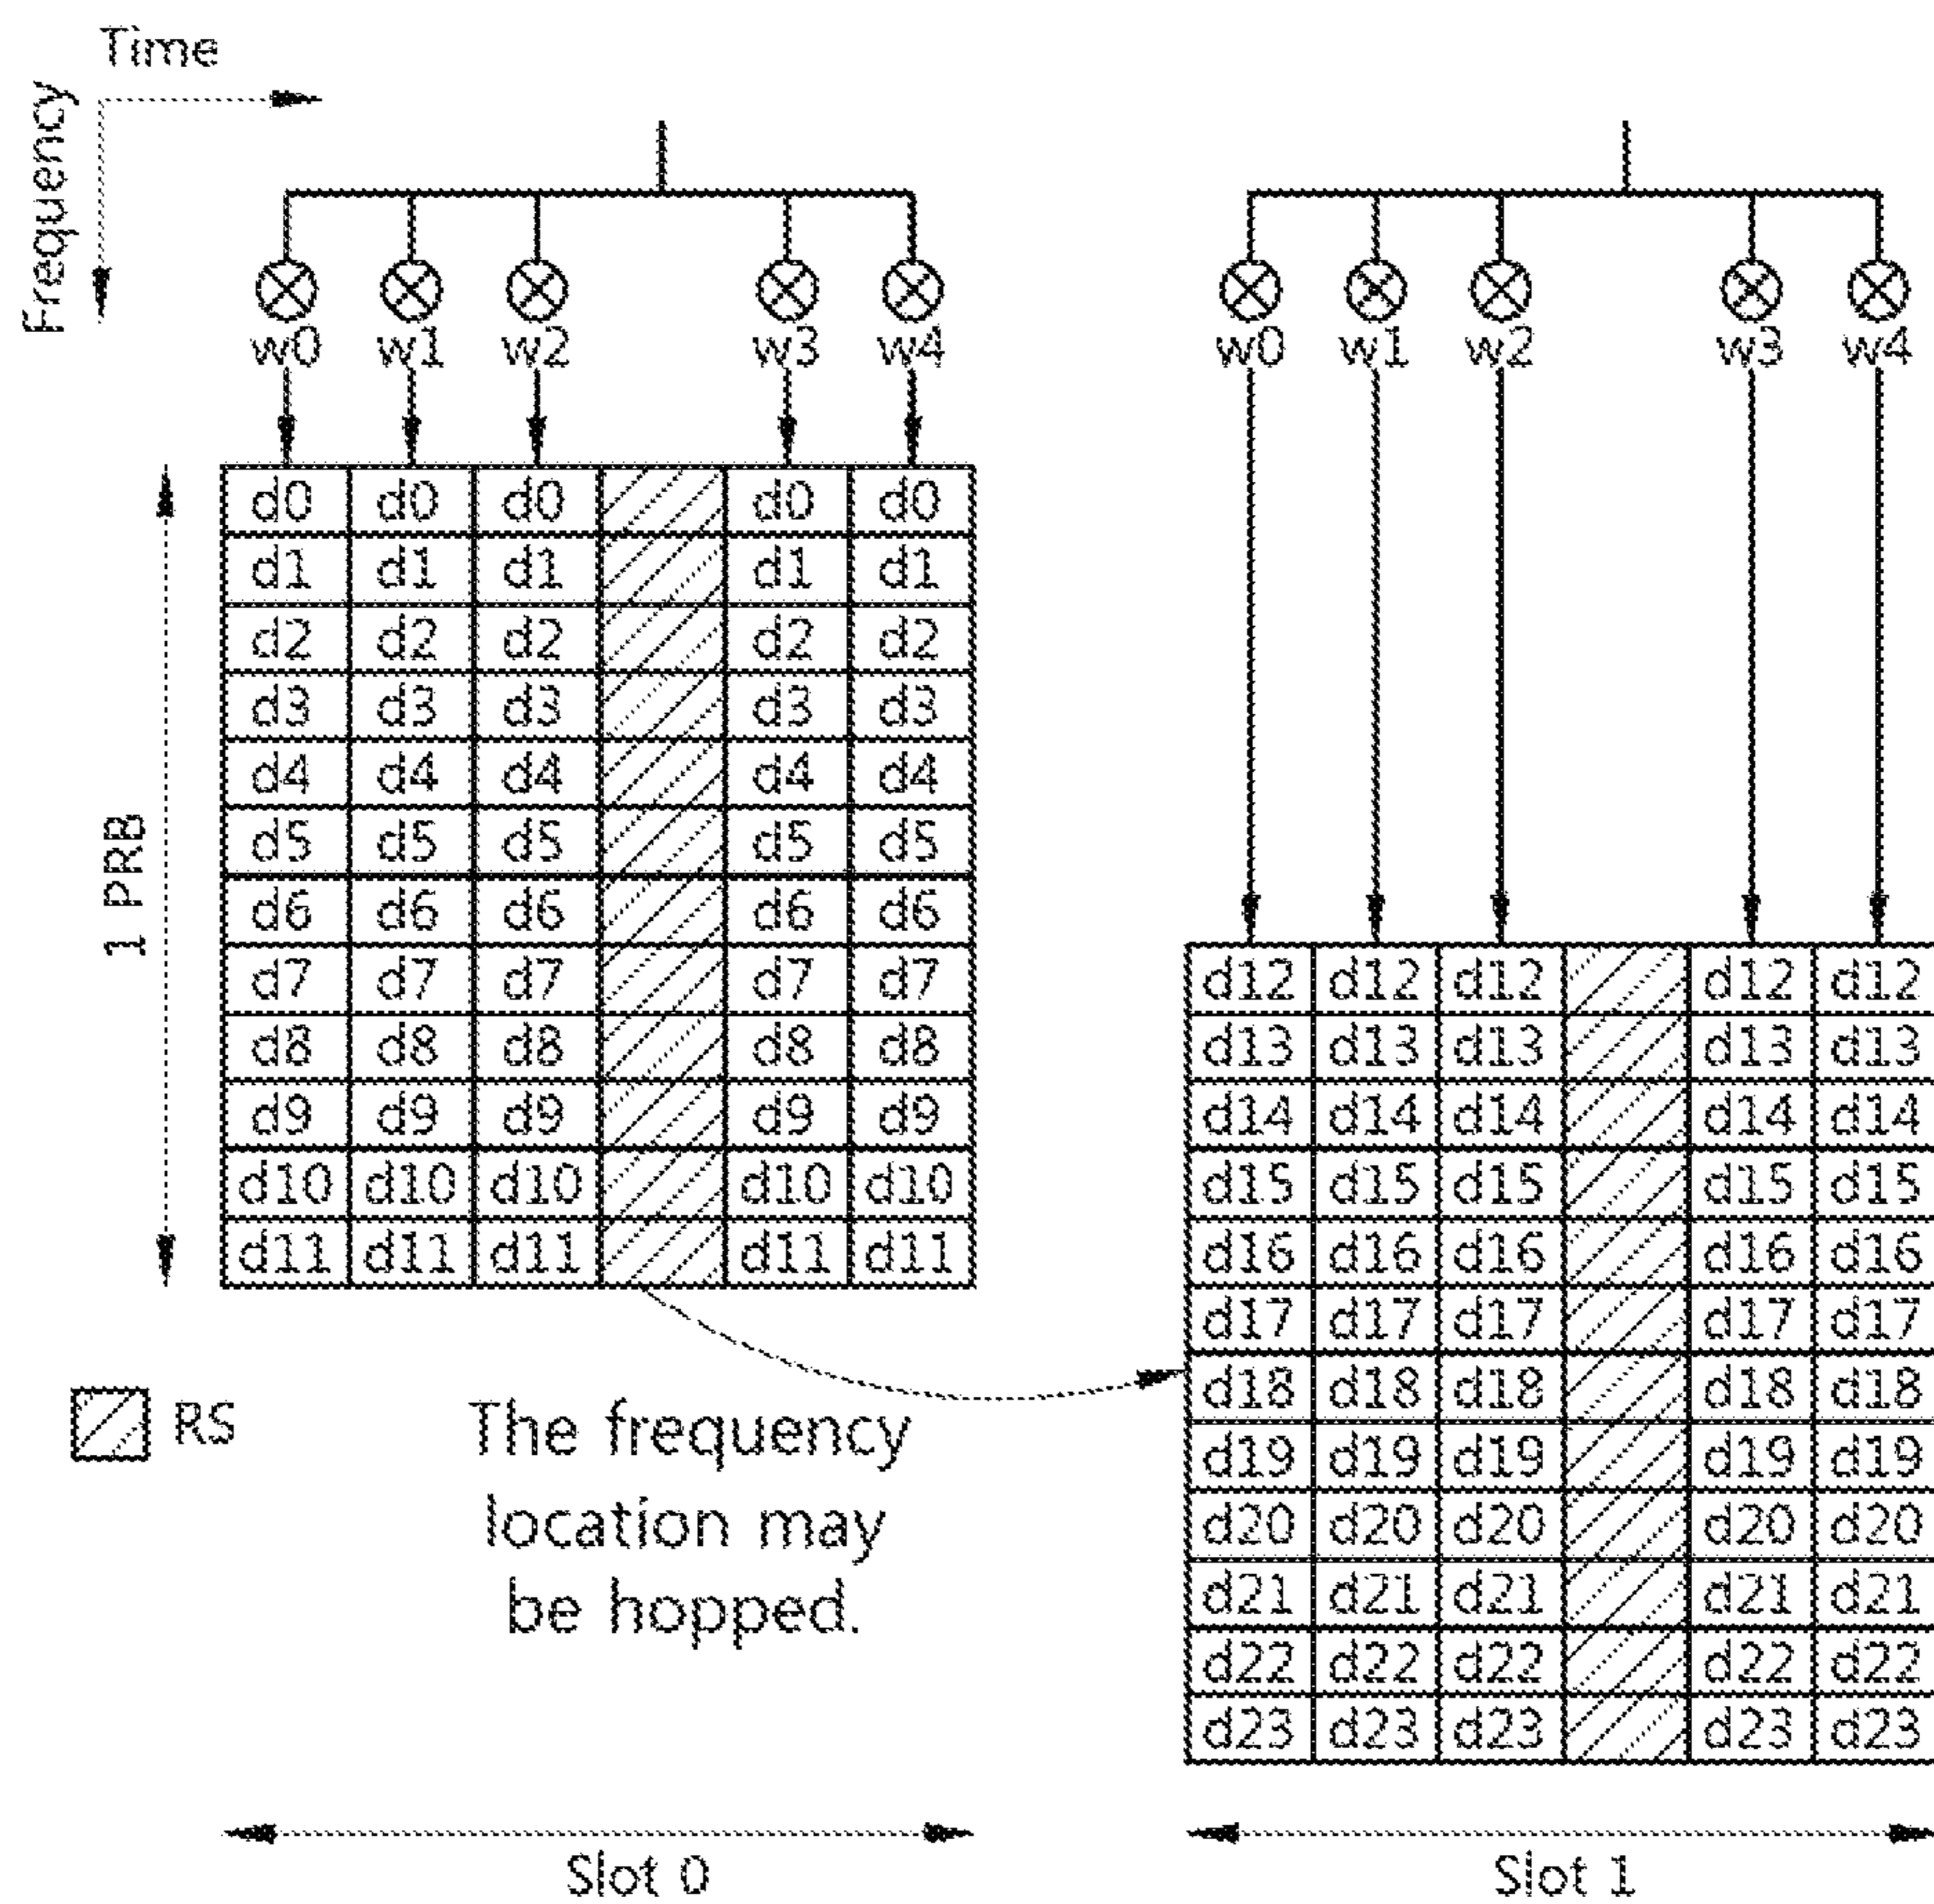 Time
Frequency
w0 w1 w2 w3 w4
w0 w1 w2 w3 w4
1 PRB
d0 d0 d0 d0 d0
d1 d1 d1 d1 d1
d2 d2 d2 d2 d2
d3 d3 d3 d3 d3
d4 d4 d4 d4 d4
d5 d5 d5 d5 d5
d6 d6 d6 d6 d6
d7 d7 d7 d7 d7
d8 d8 d8 d8 d8
d9 d9 d9 d9 d9
d10 d10 d10 d10 d10
d11 d11 d11 d11 d11
d12 d12 d12 d12 d12
d13 d13 d13 d13 d13
d14 d14 d14 d14 d14
d15 d15 d15 d15 d15
d16 d16 d16 d16 d16
d17 d17 d17 d17 d17
d18 d18 d18 d18 d18
d19 d19 d19 d19 d19
d20 d20 d20 d20 d20
d21 d21 d21 d21 d21
d22 d22 d22 d22 d22
d23 d23 d23 d23 d23
RS
The frequency
location may
be hopped.
Slot 0
Slot 1